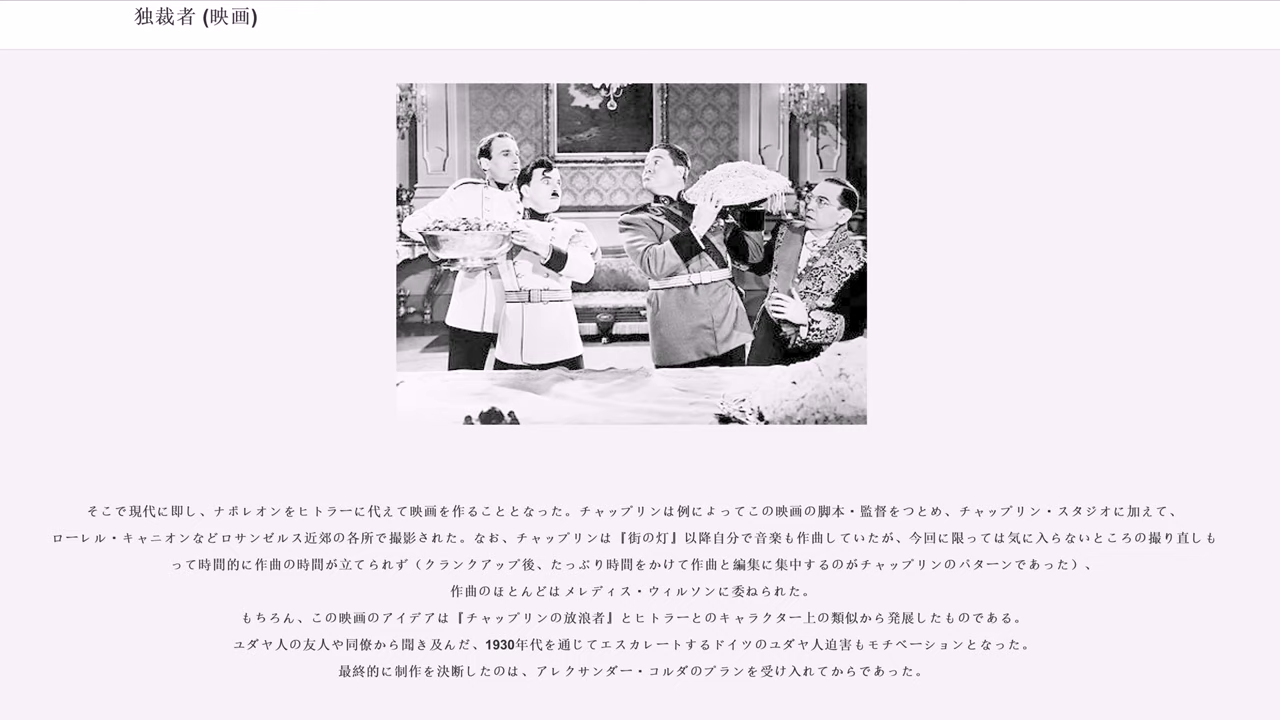 独裁者 (映画)
そこで現代に即し、ナポレオンをヒトラーに代えて映画を作ることとなった。チャップリンは例によってこの映画の脚本・監督をつとめ、チャップリン・スタジオに加えて、
ローレル・キャニオンなどロサンゼルス近郊の各所で撮影された。なお、チャップリンは『街の灯』以降自分で音楽も作曲していたが、今回に限っては気に入らないところの撮り直しも
って時間的に作曲の時間が立てられず（クランクアップ後、たっぷり時間をかけて作曲と編集に集中するのがチャップリンのパターンであった）、
作曲のほとんどはメレディス・ウィルソンに委ねられた。
もちろん、この映画のアイデアは『チャップリンの放浪者』とヒトラーとのキャラクター上の類似から発展したものである。
ユダヤ人の友人や同僚から聞き及んだ、1930年代を通じてエスカレートするドイツのユダヤ人迫害もモチベーションとなった。
最終的に制作を決断したのは、アレクサンダー・コルダのプランを受け入れてからであった。